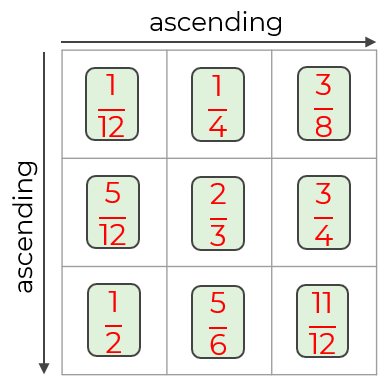 ascending
ascending
1/12 1/4 3/8
5/12 2/3 3/4
1/2 5/6 11/12